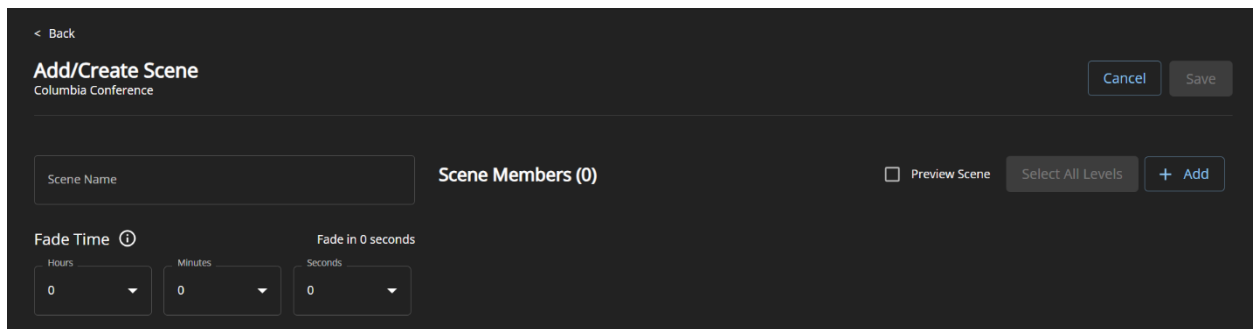 < Back
Add/Create Scene
Columbia Conference
Cancel
Save
Scene Name
Scene Members (0)
Preview Scene
Select All Levels
+ Add
Fade Time
Fade in 0 seconds
Hours
0
Minutes
0
Seconds
0